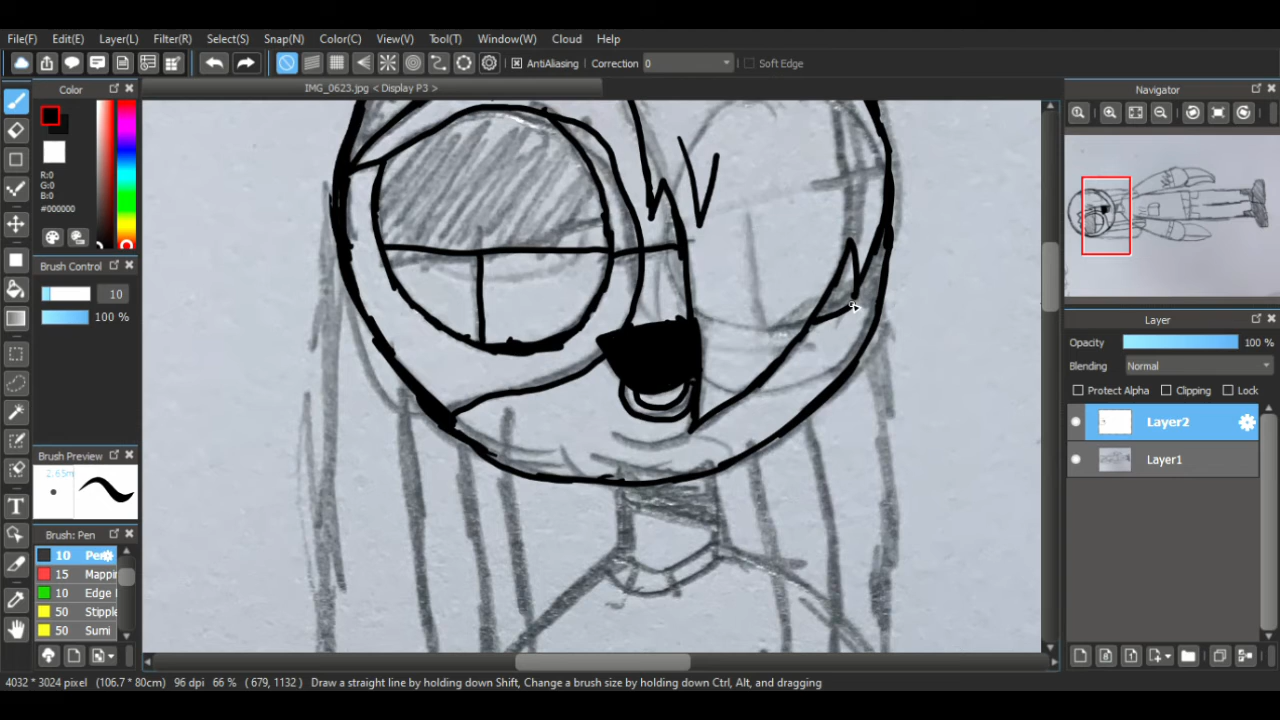 File(F) Edit(E) Layer(L) Filter(R) Select(S) Snap(N) Color(C) View(V) Tool(T) Window(W) Cloud Help
AntiAliasing Correction 0 Soft Edge
Color
IMG_0623.jpg < Display P3 >
Navigator
R:0
G:0
B:0
#000000
Brush Control
10
100 %
Brush Preview
2.65m
Brush: Pen
10 Pen
15 Mappin
10 Edge
50 Stipple
50 Sumi
T
Layer
Opacity 100 %
Blending Normal
Protect Alpha Clipping Lock
Layer2
Layer1
4032 * 3024 pixel (106.7 * 80cm) 96 dpi 66 % ( 679, 1132 ) Draw a straight line by holding down Shift, Change a brush size by holding down Ctrl, Alt, and dragging